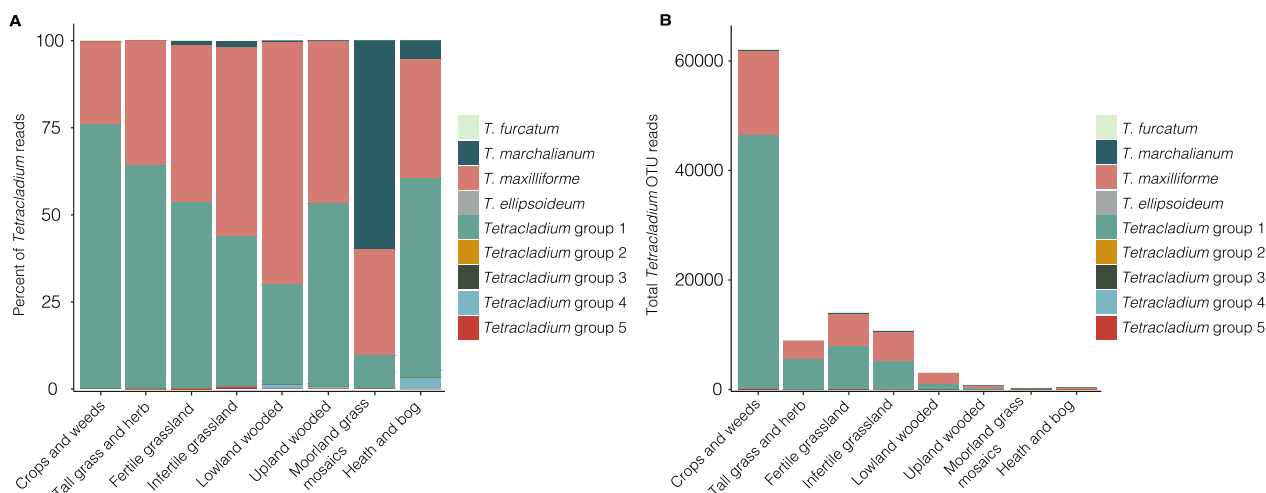 A
Percent of Tetracladium reads
100
75
50
25
0
Crops and weeds
Tall grass and herb
Fertile grassland
Infertile grassland
Lowland wooded
Upland wooded
Moorland grass
mosaics
Heath and bog
T. furcatum
T. marchalianum
T. maxilliforme
T. ellipsoideum
Tetracladium group 1
Tetracladium group 2
Tetracladium group 3
Tetracladium group 4
Tetracladium group 5
B
Total Tetracladium OTU reads
60000
40000
20000
0
Crops and weeds
Tall grass and herb
Fertile grassland
Infertile grassland
Lowland wooded
Upland wooded
Moorland grass
mosaics
Heath and bog
T. furcatum
T. marchalianum
T. maxilliforme
T. ellipsoideum
Tetracladium group 1
Tetracladium group 2
Tetracladium group 3
Tetracladium group 4
Tetracladium group 5